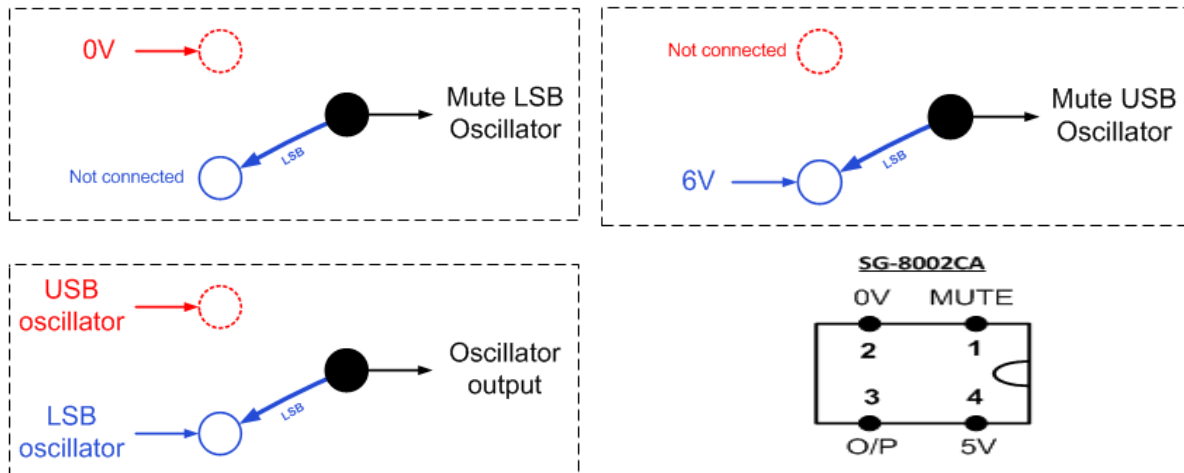 0V
Mute LSB
Oscillator
LSB
Not connected
Not connected
Mute USB
Oscillator
LSB
6V
USB
oscillator
Oscillator
output
LSB
LSB
oscillator
SG-8002CA
0V MUTE
2 1
3 4
O/P 5V